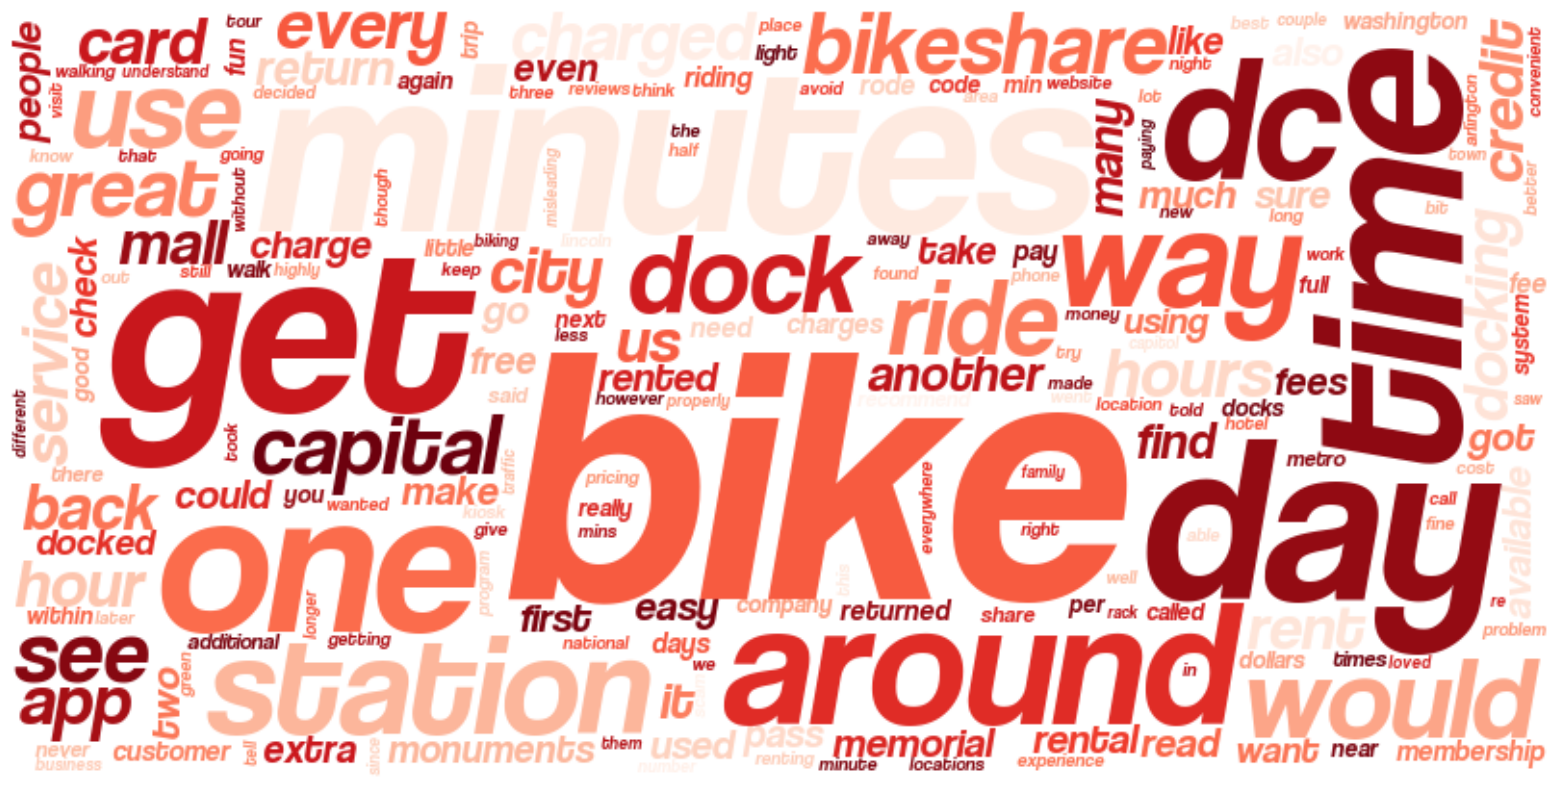 tour
people
card
fun
every
trip
charged
place
light
bikeshare
like
night
best
couple
washington
also
credit
convenient
walking
understand
visit
return
again
decided
even
three
reviews
think
riding
avoid
rode
code
min
website
area
lot
many
paying
dc
time
arlington
town
better
use
know
that
going
great
without
though
minutes
misleading
the
half
much
sure
new
long
bit
mall
charge
little
biking
lincoln
check
out
still
walk
highly
keep
city
dock
away
take
pay
found
phone
way
work
full
docking
fee
system
service
good
get
go
next
less
us
need
charges
ride
money
using
capitol
try
free
said
rented
however
properly
another
recommend
made
went
hours
fees
location
told
docks
hotel
saw
different
took
capital
traffic
bike
find
metro
got
cost
there
could
you
wanted
make
kiosk
pricing
really
mins
everywhere
family
right
day
able
call
fine
available
back
docked
one
give
program
hour
within
later
longer
well
this
first
easy
company
returned
share
per
rack
called
rent
re
problem
additional
getting
national
days
we
see
app
two
green
station
it
around
in
dollars
times
loved
would
never
business
customer
tell
extra
since
monuments
them
used
number
pass
renting
memorial
minute
locations
rental
experience
read
want
near
membership